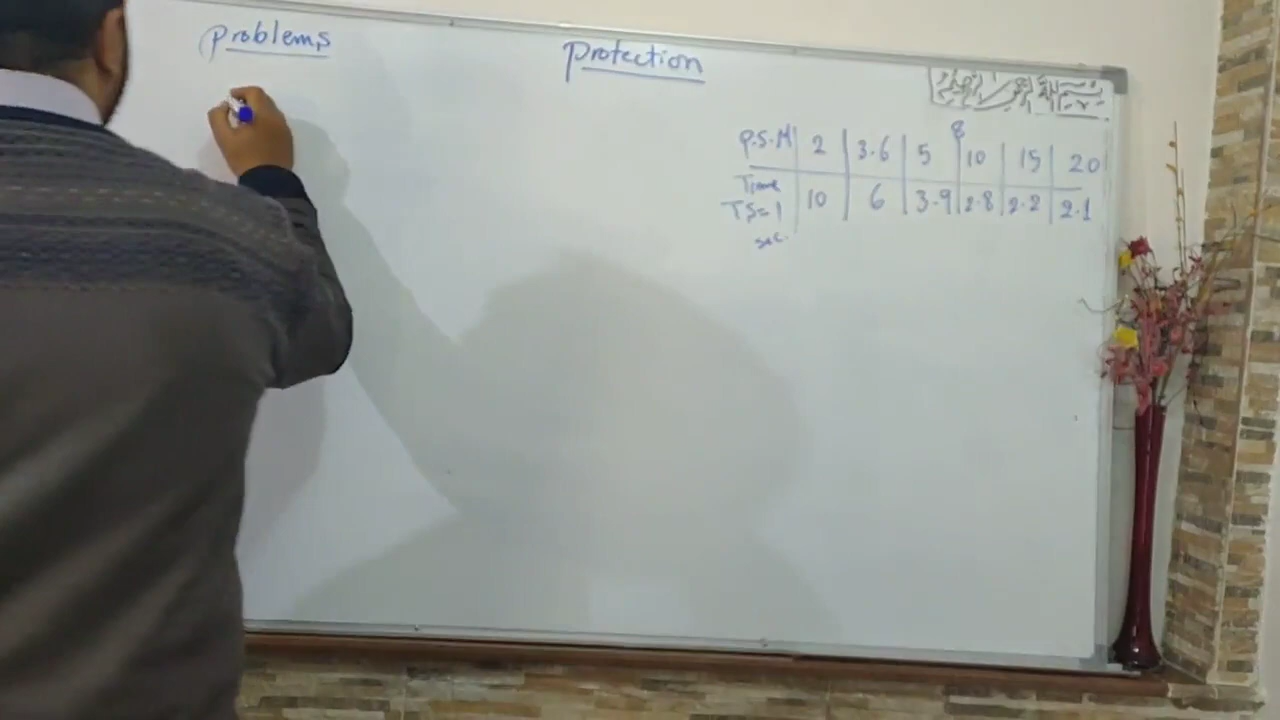 Problems
Protection
8
P.S.M 2 3.6 5 10 15 20
Time
TS=1 10 6 3.9 2.8 2.2 2.1
sec.